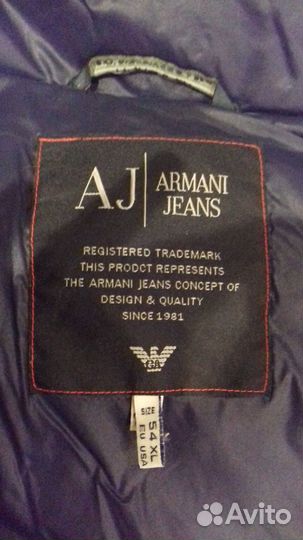 AJ
ARMANI
JEANS
REGISTERED TRADEMARK
THIS PRODCT REPRESENTS
THE ARMANI JEANS CONCEPT OF
DESIGN & QUALITY
SINCE 1981
SIZE
54 XL
EU USA
Avito